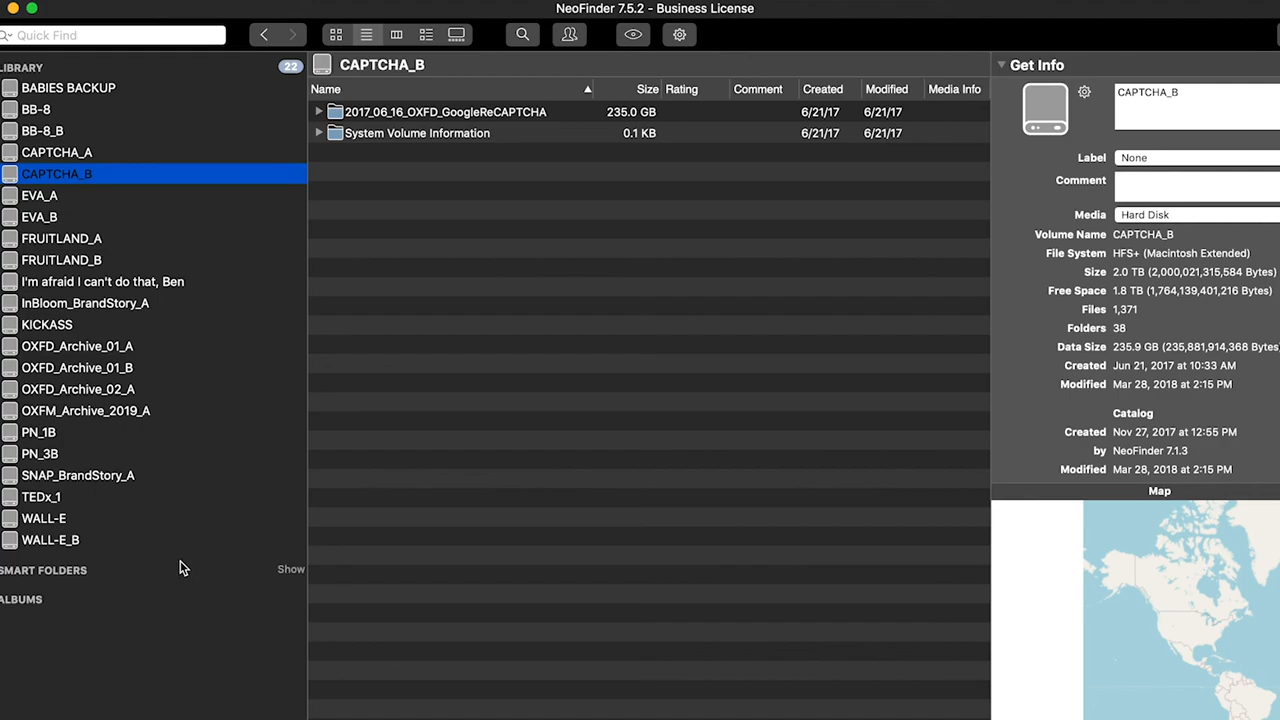 NeoFinder 7.5.2 - Business License
Quick Find
LIBRARY 22
BABIES BACKUP
BB-8
BB-8_B
CAPTCHA_A
CAPTCHA_B
EVA_A
EVA_B
FRUITLAND_A
FRUITLAND_B
I'm afraid I can't do that, Ben
InBloom_BrandStory_A
KICKASS
OXFD_Archive_01_A
OXFD_Archive_01_B
OXFD_Archive_02_A
OXFM_Archive_2019_A
PN_1B
PN_3B
SNAP_BrandStory_A
TEDx_1
WALL-E
WALL-E_B
SMART FOLDERS Show
ALBUMS
CAPTCHA_B
Name Size Rating Comment Created Modified Media Info
2017_06_16_OXFD_GoogleReCAPTCHA 235.0 GB 6/21/17 6/21/17
System Volume Information 0.1 KB 6/21/17 6/21/17
Get Info
CAPTCHA_B
Label None
Comment
Media Hard Disk
Volume Name CAPTCHA_B
File System HFS+ (Macintosh Extended)
Size 2.0 TB (2,000,021,315,584 Bytes)
Free Space 1.8 TB (1,764,139,401,216 Bytes)
Files 1,371
Folders 38
Data Size 235.9 GB (235,881,914,368 Bytes
Created Jun 21, 2017 at 10:33 AM
Modified Mar 28, 2018 at 2:15 PM
Catalog
Created Nov 27, 2017 at 12:55 PM
by NeoFinder 7.1.3
Modified Mar 28, 2018 at 2:15 PM
Map